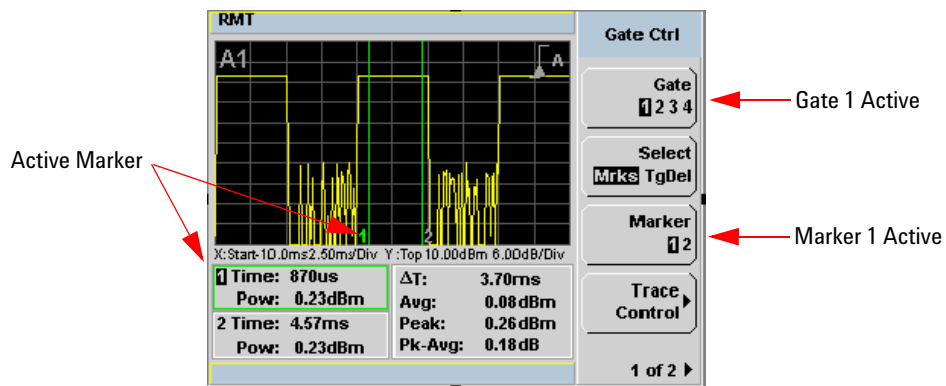 RMT
Gate Ctrl
A1
A
Gate
1 2 3 4
Gate 1 Active
Select
Mrks TgDel
Active Marker
Marker
1 2
Marker 1 Active
1
2
X:Start-10.0ms2.50ms/Div Y:Top 10.00dBm 6.00dB/Div
1 Time: 870us
Pow: 0.23dBm
2 Time: 4.57ms
Pow: 0.23dBm
ΔT: 3.70ms
Avg: 0.08dBm
Peak: 0.26dBm
Pk-Avg: 0.18dB
Trace
Control
1 of 2